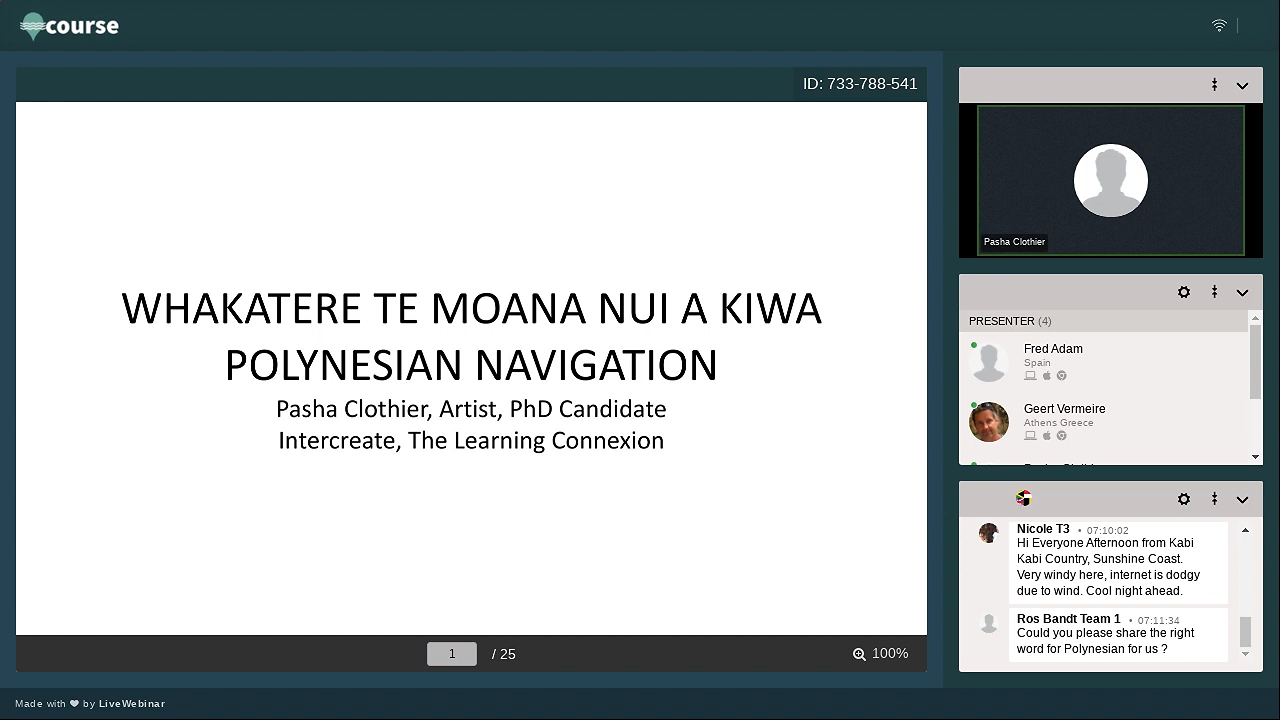 course
ID: 733-788-541
WHAKATERE TE MOANA NUI A KIWA
POLYNESIAN NAVIGATION
Pasha Clothier, Artist, PhD Candidate
Intercreate, The Learning Connexion
1 / 25
100%
Pasha Clothier
PRESENTER (4)
Fred Adam
Spain
Geert Vermeire
Athens Greece
Nicole T3 • 07:10:02
Hi Everyone Afternoon from Kabi
Kabi Country, Sunshine Coast.
Very windy here, internet is dodgy
due to wind. Cool night ahead.
Ros Bandt Team 1 • 07:11:34
Could you please share the right
word for Polynesian for us ?
Made with ❤ by LiveWebinar